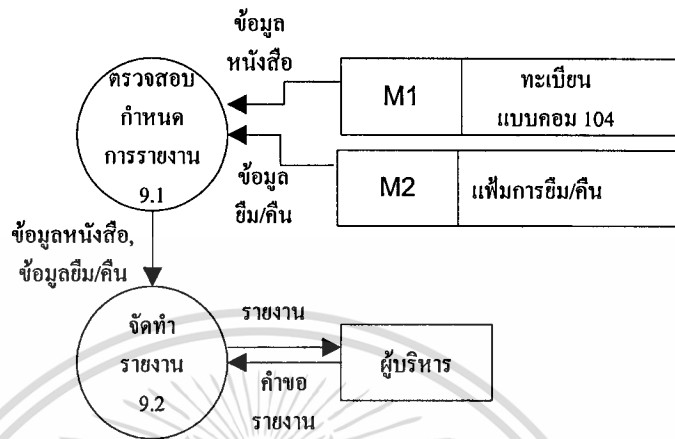 ข้อมูล
หนังสือ
ตรวจสอบ
กำหนด
การรายงาน
9.1
M1
ทะเบียน
แบบคอม 104
M2
แฟ้มการยืม/คืน
ข้อมูล
ยืม/คืน
ข้อมูลหนังสือ,
ข้อมูลยืม/คืน
จัดทำ
รายงาน
9.2
รายงาน
คำขอ
รายงาน
ผู้บริหาร